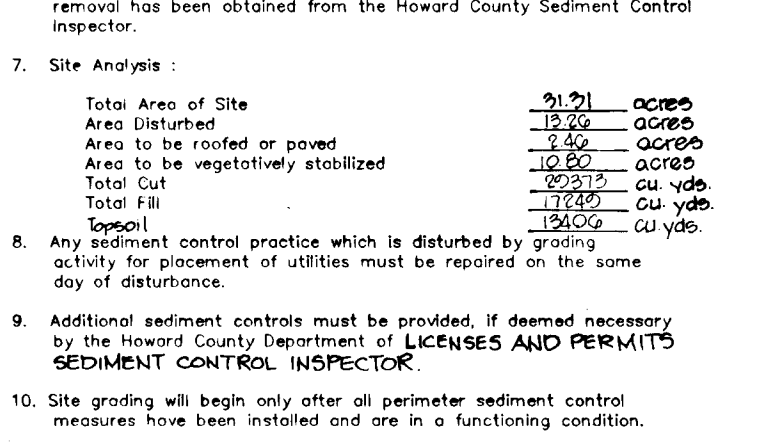 removal has been obtained from the Howard County Sediment Control
Inspector.
7. Site Analysis :
Total Area of Site 31.31 acres
Area Disturbed 13.26 acres
Area to be roofed or paved 2.46 acres
Area to be vegetatively stabilized 10.80 acres
Total Cut cu. yds.
Total Fill cu. yds.
Topsoil 13406 cu. yds.
8. Any sediment control practice which is disturbed by grading
activity for placement of utilities must be repaired on the same
day of disturbance.
9. Additional sediment controls must be provided, if deemed necessary
by the Howard County Department of LICENSES AND PERMITS
SEDIMENT CONTROL INSPECTOR.
10. Site grading will begin only after all perimeter sediment control
measures have been installed and are in a functioning condition.